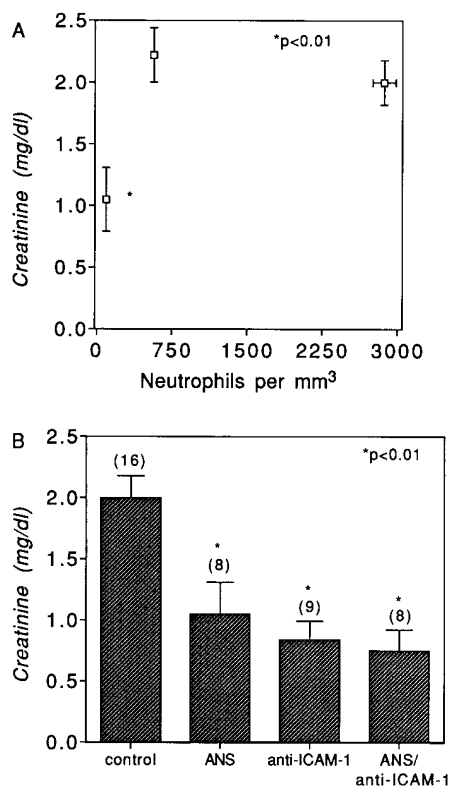 A
2.5
*p<0.01
2.0
1.5
*
1.0
0.5
0.0
Creatinine (mg/dl)
0 750 1500 2250 3000
Neutrophils per mm³
B
2.5
*p<0.01
(16)
2.0
1.5
* * *
(8) (9) (8)
1.0
0.5
0.0
Creatinine (mg/dl)
control ANS anti-ICAM-1 ANS/
anti-ICAM-1